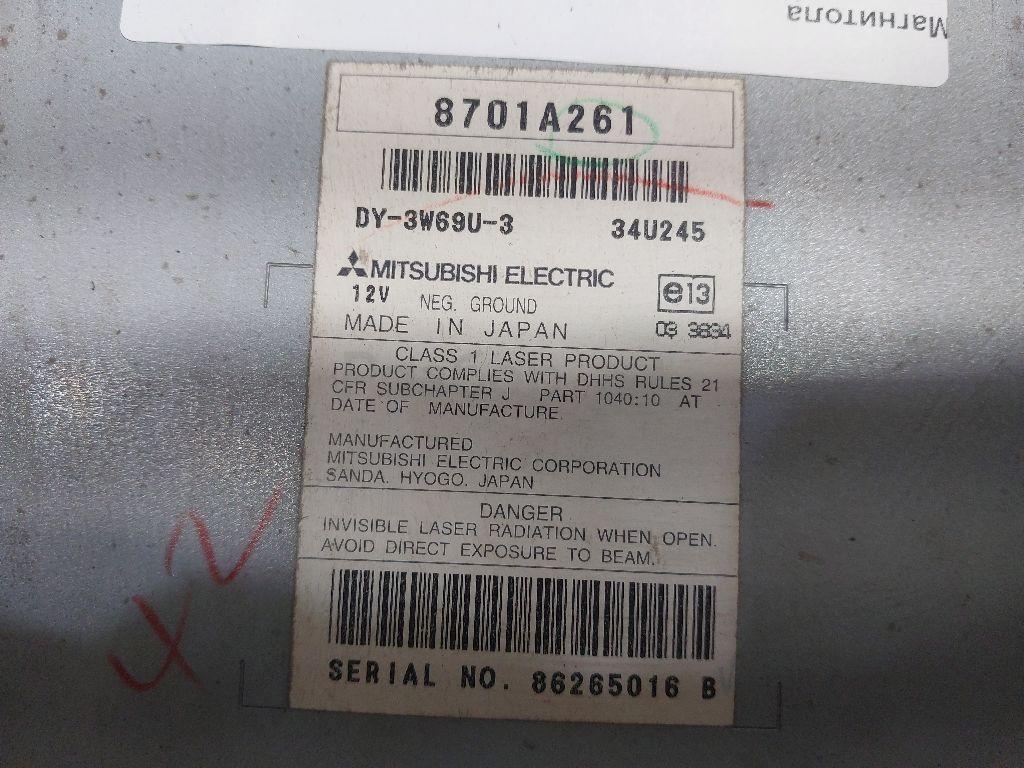 Магнитола
8701A261
DY-3W69U-3 34U245
MITSUBISHI ELECTRIC
e13
12V NEG. GROUND
MADE IN JAPAN 03 3834
CLASS 1 LASER PRODUCT
PRODUCT COMPLIES WITH DHHS RULES 21
CFR SUBCHAPTER J PART 1040:10 AT
DATE OF MANUFACTURE.
MANUFACTURED
MITSUBISHI ELECTRIC CORPORATION
SANDA. HYOGO. JAPAN
DANGER
INVISIBLE LASER RADIATION WHEN OPEN.
AVOID DIRECT EXPOSURE TO BEAM.
SERIAL NO. 86265016 B